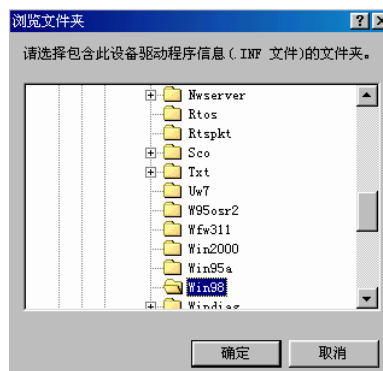 浏览文件夹
请选择包含此设备驱动程序信息(.INF 文件)的文件夹。
Nwserver
Rtos
Rtspkt
Sco
Txt
Uw7
W95osr2
Wfw311
Win2000
Win95a
Win98
Windiag
确定
取消